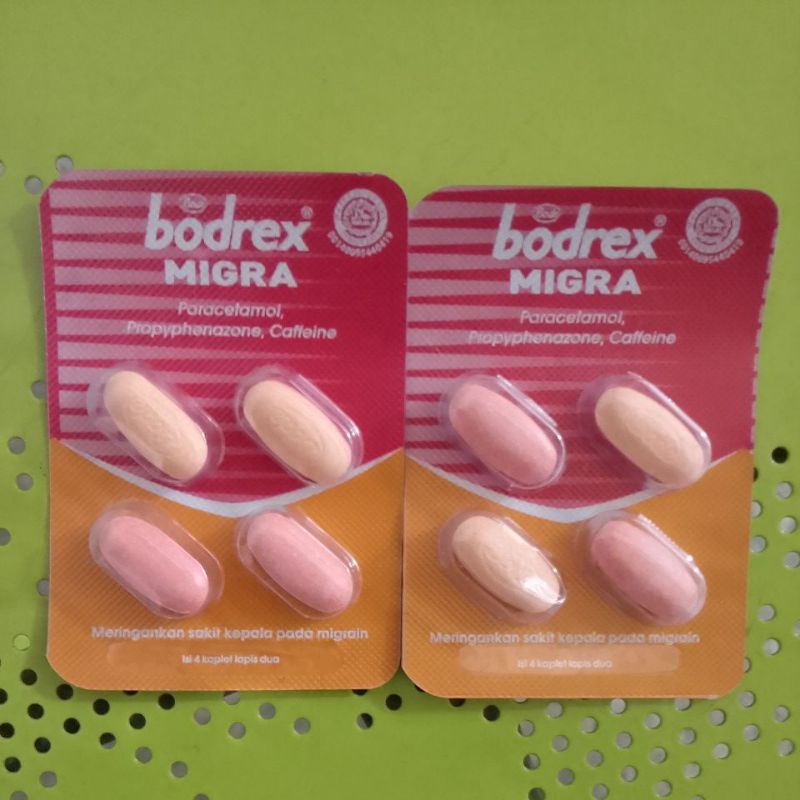 bodrex®
MIGRA
Paracetamol,
Propyphenazone, Caffeine
Meringankan sakit kepala pada migrain
Isi 4 kaplet lapis dua
bodrex®
MIGRA
Paracetamol,
Propyphenazone, Caffeine
Meringankan sakit kepala pada migrain
Isi 4 kaplet lapis dua